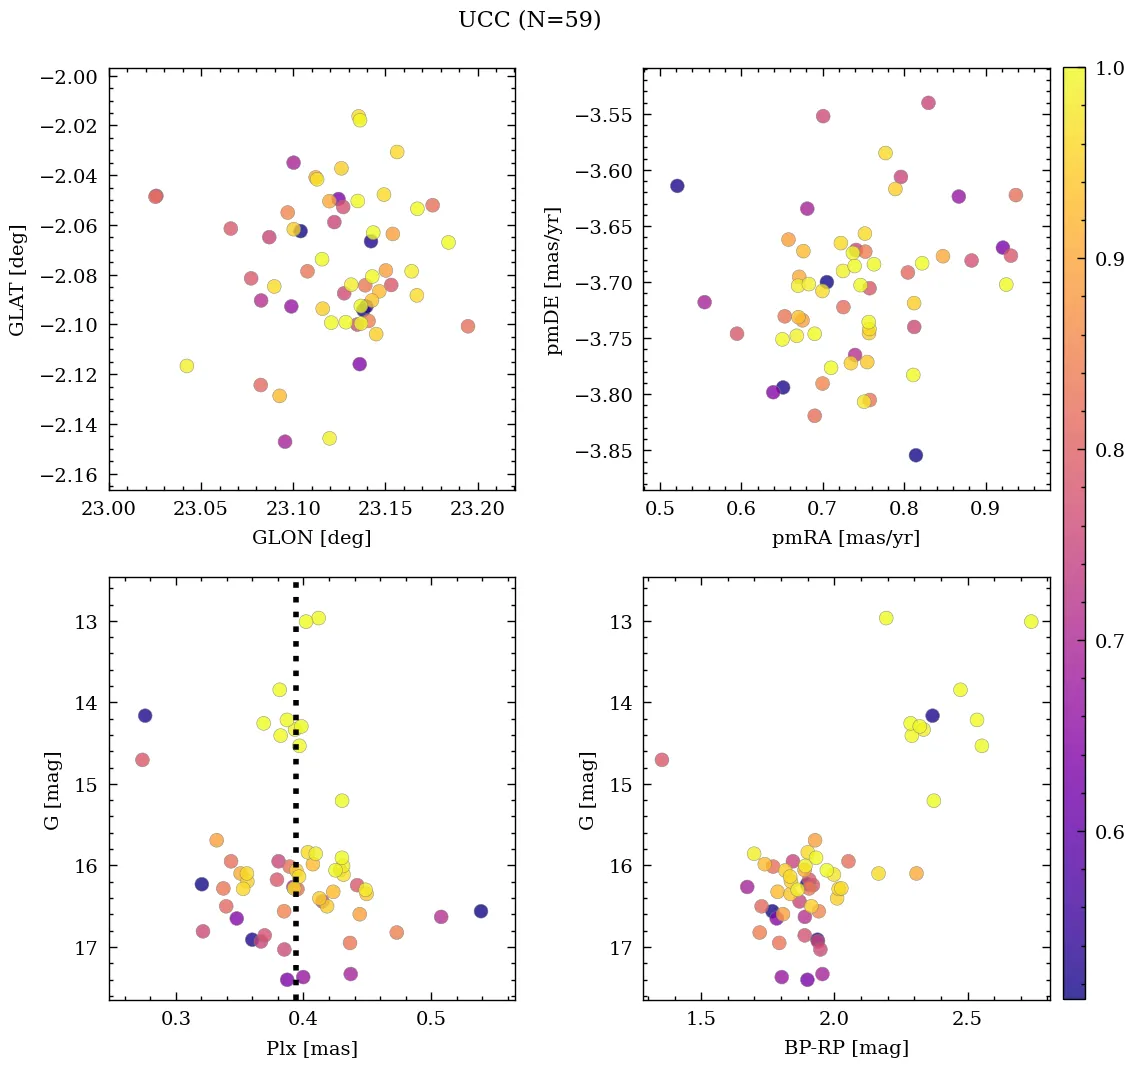 UCC (N=59)
−2.00
−2.02
−2.04
−2.06
−2.08
−2.10
−2.12
−2.14
−2.16
GLAT [deg]
23.00 23.05 23.10 23.15 23.20
GLON [deg]
−3.55
−3.60
−3.65
−3.70
−3.75
−3.80
−3.85
pmDE [mas/yr]
0.5 0.6 0.7 0.8 0.9
pmRA [mas/yr]
13
14
15
16
17
G [mag]
0.3 0.4 0.5
Plx [mas]
13
14
15
16
17
G [mag]
1.5 2.0 2.5
BP-RP [mag]
1.0
0.9
0.8
0.7
0.6